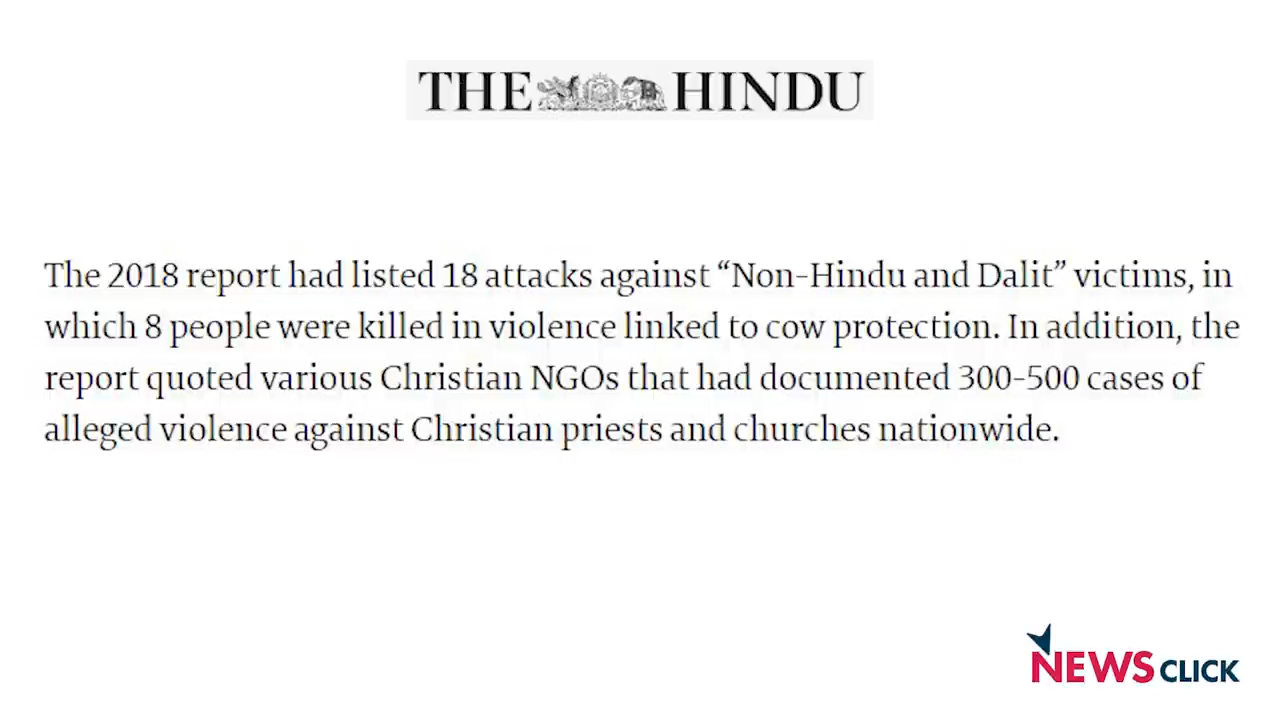 THE HINDU
The 2018 report had listed 18 attacks against “Non-Hindu and Dalit” victims, in
which 8 people were killed in violence linked to cow protection. In addition, the
report quoted various Christian NGOs that had documented 300-500 cases of
alleged violence against Christian priests and churches nationwide.
NEWS CLICK